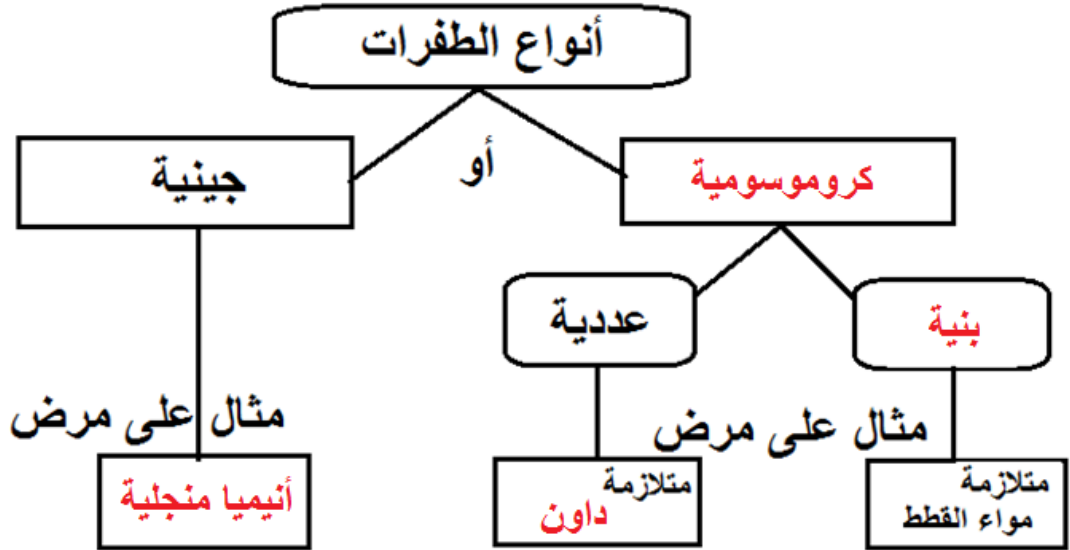 أنواع الطفرات
أو
كروموسومية
جينية
بنية
عددية
مثال على مرض
مثال على مرض
متلازمة
مواء القطط
متلازمة
داون
أنيميا منجلية